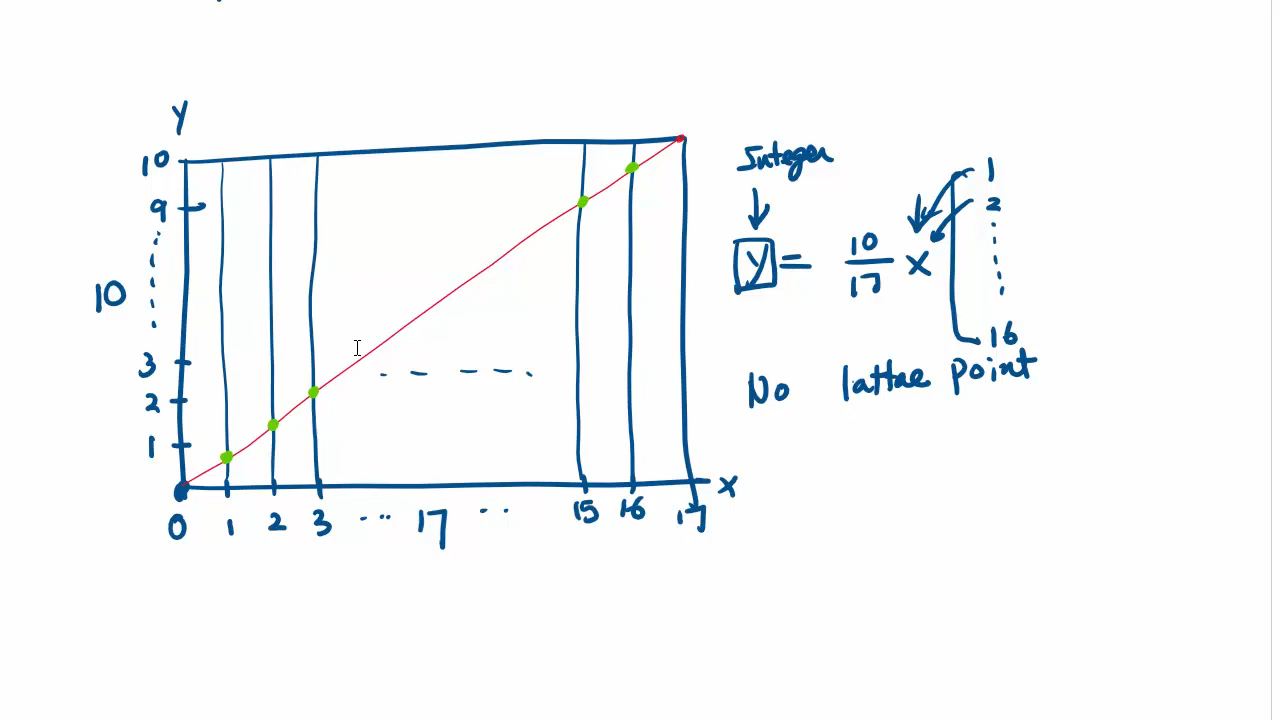 Y
10
9
10
3
2
1
0 1 2 3 ... 17 .. 15 16 17
X
Integer
Y = 10/17 X
1
2
16
No lattice point